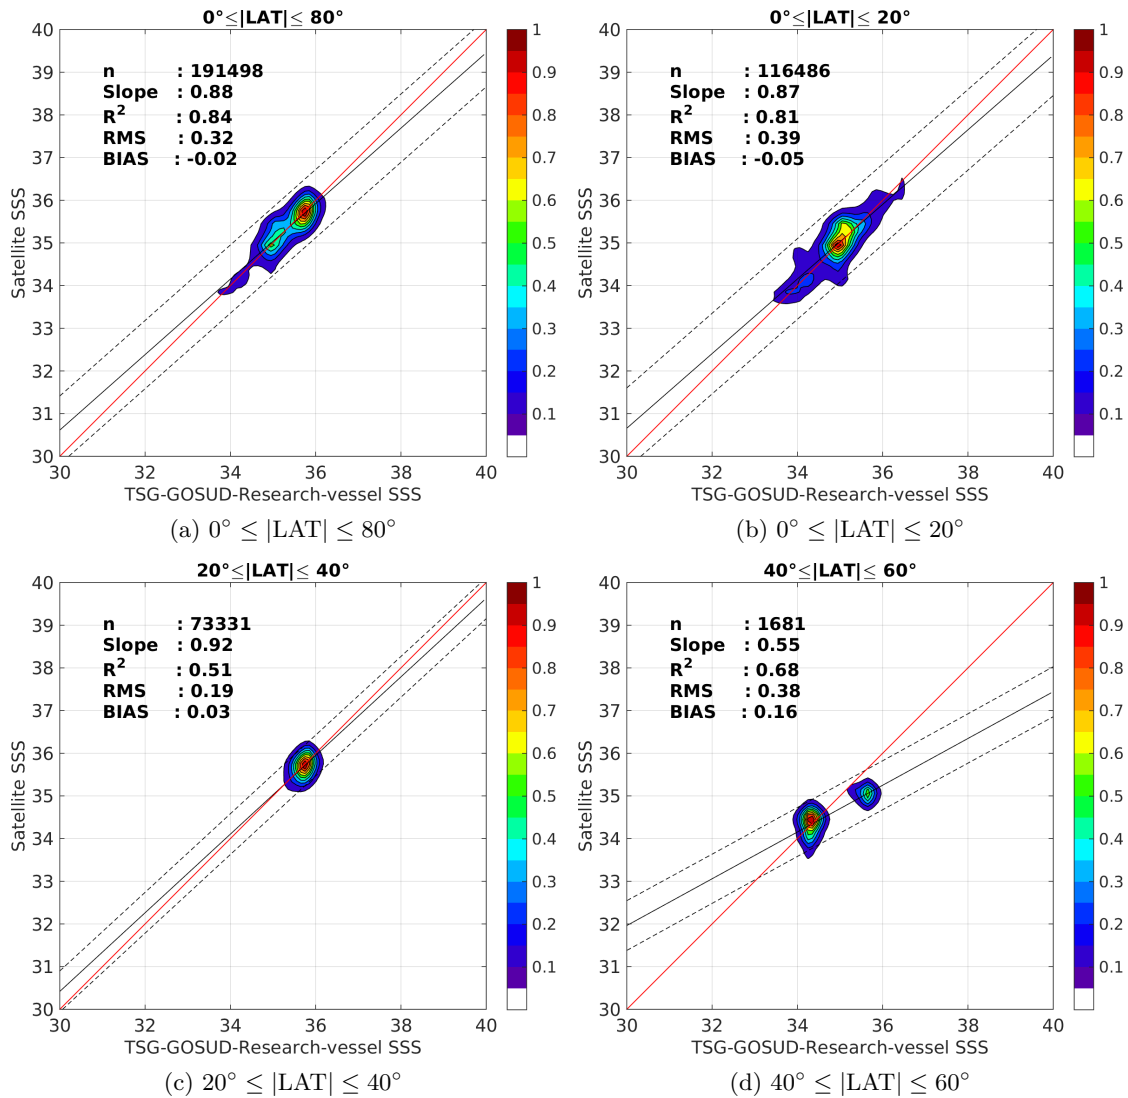 0°≤|LAT|≤ 80°
n : 191498
Slope : 0.88
R² : 0.84
RMS : 0.32
BIAS : -0.02
40
39
38
37
36
35
34
33
32
31
30
Satellite SSS
30 32 34 36 38 40
TSG-GOSUD-Research-vessel SSS
1
0.9
0.8
0.7
0.6
0.5
0.4
0.3
0.2
0.1
(a) 0° ≤ |LAT| ≤ 80°
0°≤|LAT|≤ 20°
n : 116486
Slope : 0.87
R² : 0.81
RMS : 0.39
BIAS : -0.05
40
39
38
37
36
35
34
33
32
31
30
Satellite SSS
30 32 34 36 38 40
TSG-GOSUD-Research-vessel SSS
1
0.9
0.8
0.7
0.6
0.5
0.4
0.3
0.2
0.1
(b) 0° ≤ |LAT| ≤ 20°
20°≤|LAT|≤ 40°
n : 73331
Slope : 0.92
R² : 0.51
RMS : 0.19
BIAS : 0.03
40
39
38
37
36
35
34
33
32
31
30
Satellite SSS
30 32 34 36 38 40
TSG-GOSUD-Research-vessel SSS
1
0.9
0.8
0.7
0.6
0.5
0.4
0.3
0.2
0.1
(c) 20° ≤ |LAT| ≤ 40°
40°≤|LAT|≤ 60°
n : 1681
Slope : 0.55
R² : 0.68
RMS : 0.38
BIAS : 0.16
40
39
38
37
36
35
34
33
32
31
30
Satellite SSS
30 32 34 36 38 40
TSG-GOSUD-Research-vessel SSS
1
0.9
0.8
0.7
0.6
0.5
0.4
0.3
0.2
0.1
(d) 40° ≤ |LAT| ≤ 60°